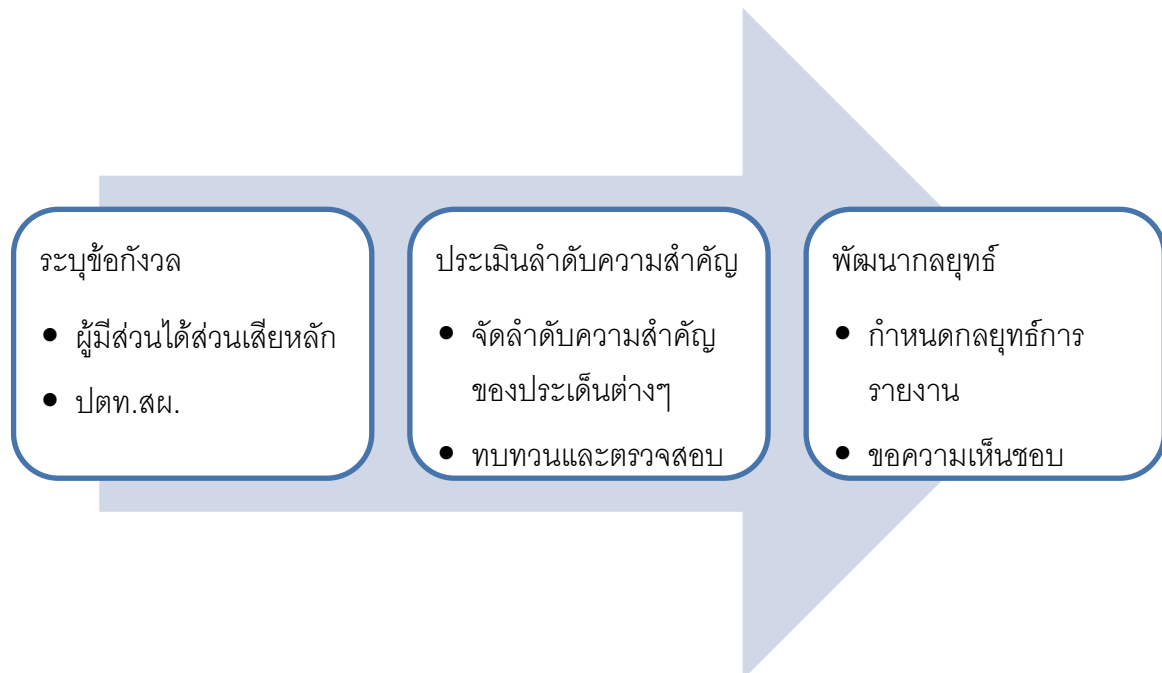 ระบุข้อกังวล
• ผู้มีส่วนได้ส่วนเสียหลัก
• ปตท.สผ.
ประเมินลำดับความสำคัญ
• จัดลำดับความสำคัญ
ของประเด็นต่างๆ
• ทบทวนและตรวจสอบ
พัฒนากลยุทธ์
• กำหนดกลยุทธ์การ
รายงาน
• ขอความเห็นชอบ